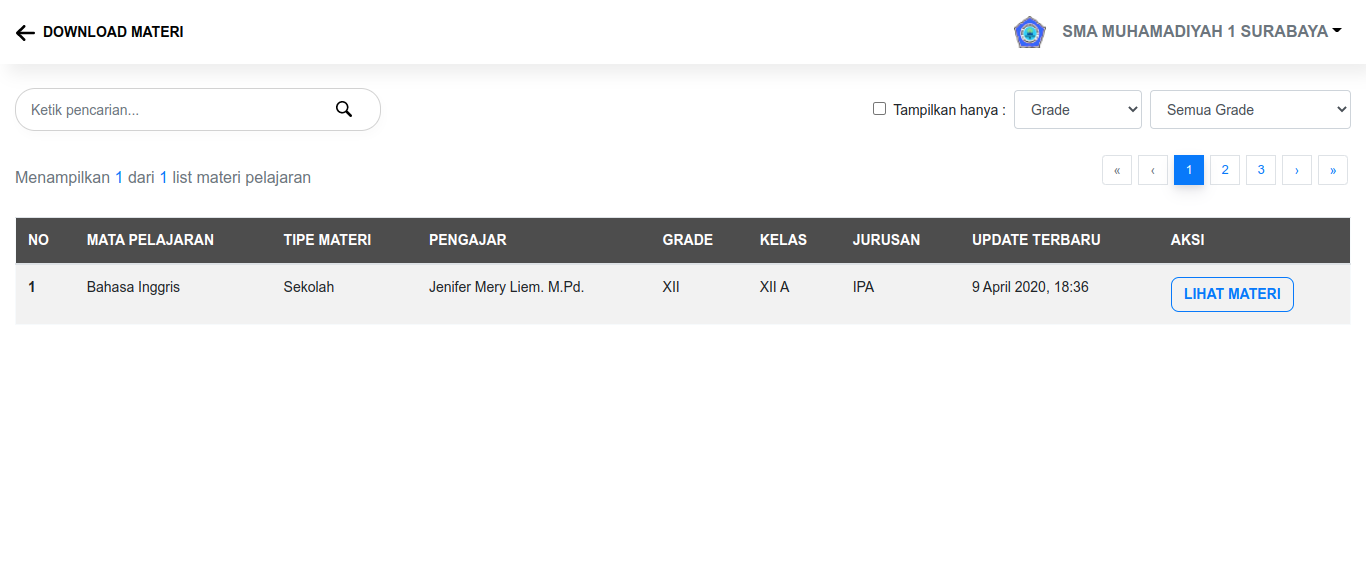 DOWNLOAD MATERI SMA MUHAMADIYAH 1 SURABAYA
Ketik pencarian... Tampilkan hanya : Grade Semua Grade
Menampilkan 1 dari 1 list materi pelajaran « ‹ 1 2 3 › »
NO MATA PELAJARAN TIPE MATERI PENGAJAR GRADE KELAS JURUSAN UPDATE TERBARU AKSI
1 Bahasa Inggris Sekolah Jenifer Mery Liem. M.Pd. XII XII A IPA 9 April 2020, 18:36 LIHAT MATERI